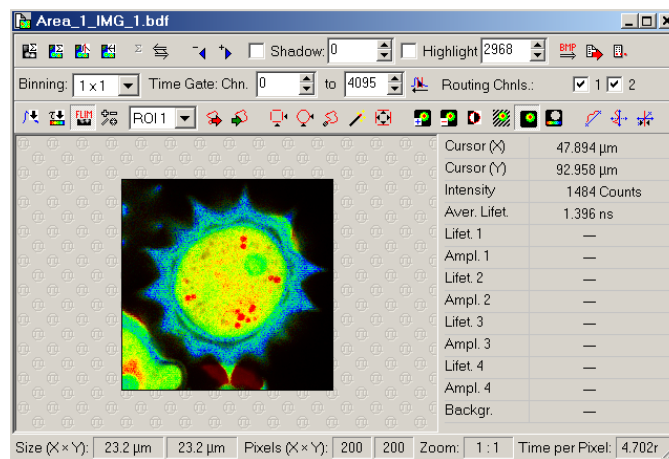 Area_1_IMG_1.bdf
Σ Σ Σ Shadow: 0 Highlight 2968 BMP
Binning: 1 x 1 Time Gate: Chn. 0 to 4095 Routing Chnls.: 1 2
FLIM ROI 1
Cursor (X) 47.894 µm
Cursor (Y) 92.958 µm
Intensity 1484 Counts
Aver. Lifet. 1.396 ns
Lifet. 1 —
Ampl. 1 —
Lifet. 2 —
Ampl. 2 —
Lifet. 3 —
Ampl. 3 —
Lifet. 4 —
Ampl. 4 —
Backgr. —
Size (X × Y): 23.2 µm 23.2 µm Pixels (X × Y): 200 200 Zoom: 1 : 1 Time per Pixel: 4.702r